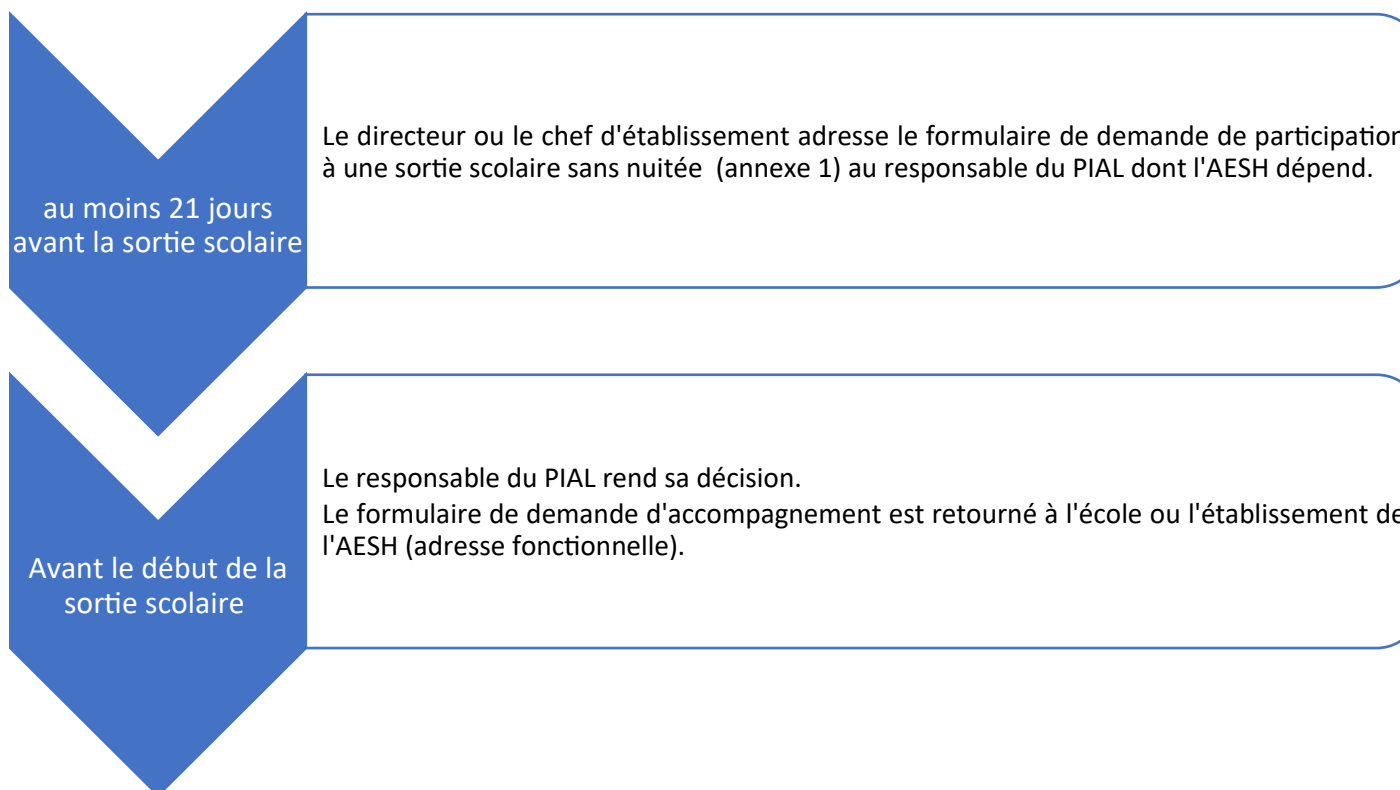 au moins 21 jours
avant la sortie scolaire
Le directeur ou le chef d'établissement adresse le formulaire de demande de participation
à une sortie scolaire sans nuitée (annexe 1) au responsable du PIAL dont l'AESH dépend.
Avant le début de la
sortie scolaire
Le responsable du PIAL rend sa décision.
Le formulaire de demande d'accompagnement est retourné à l'école ou l'établissement de
l'AESH (adresse fonctionnelle).